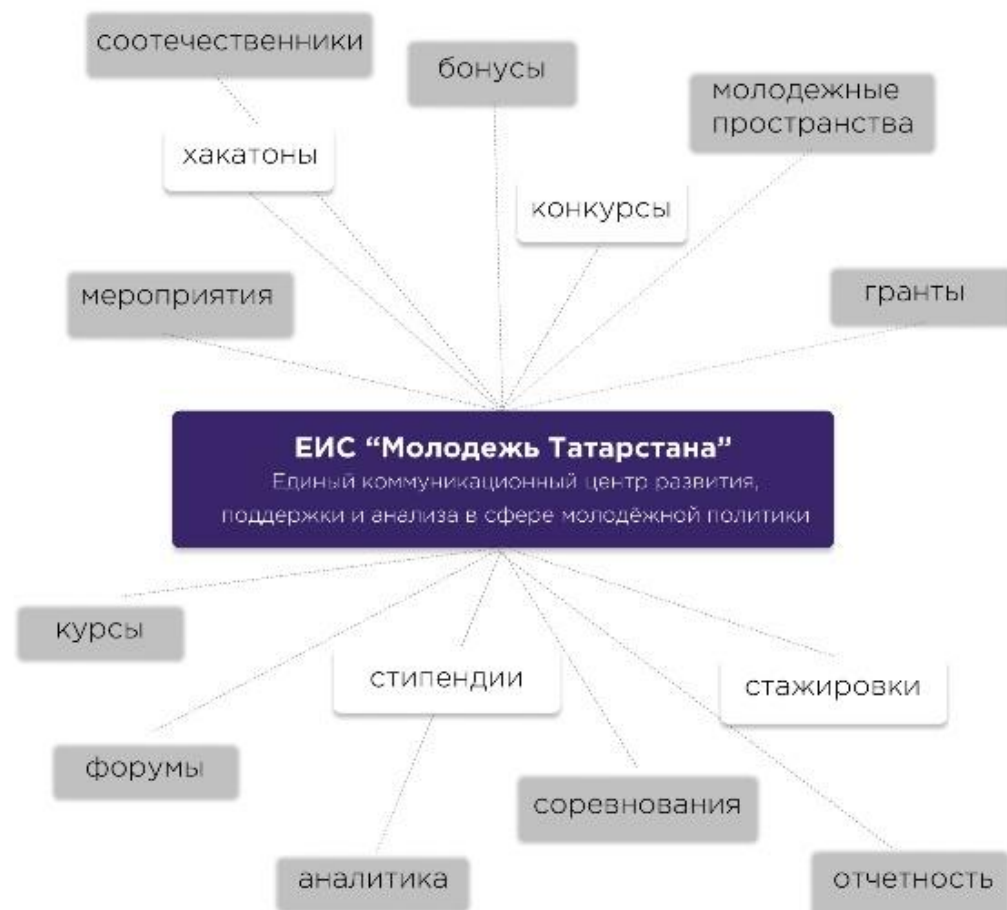 соотечественники
бонусы
молодежные
пространства
хакатоны
конкурсы
мероприятия
гранты
ЕИС “Молодежь Татарстана”
Единый коммуникационный центр развития,
поддержки и анализа в сфере молодёжной политики
курсы
стипендии
стажировки
форумы
соревнования
аналитика
отчетность